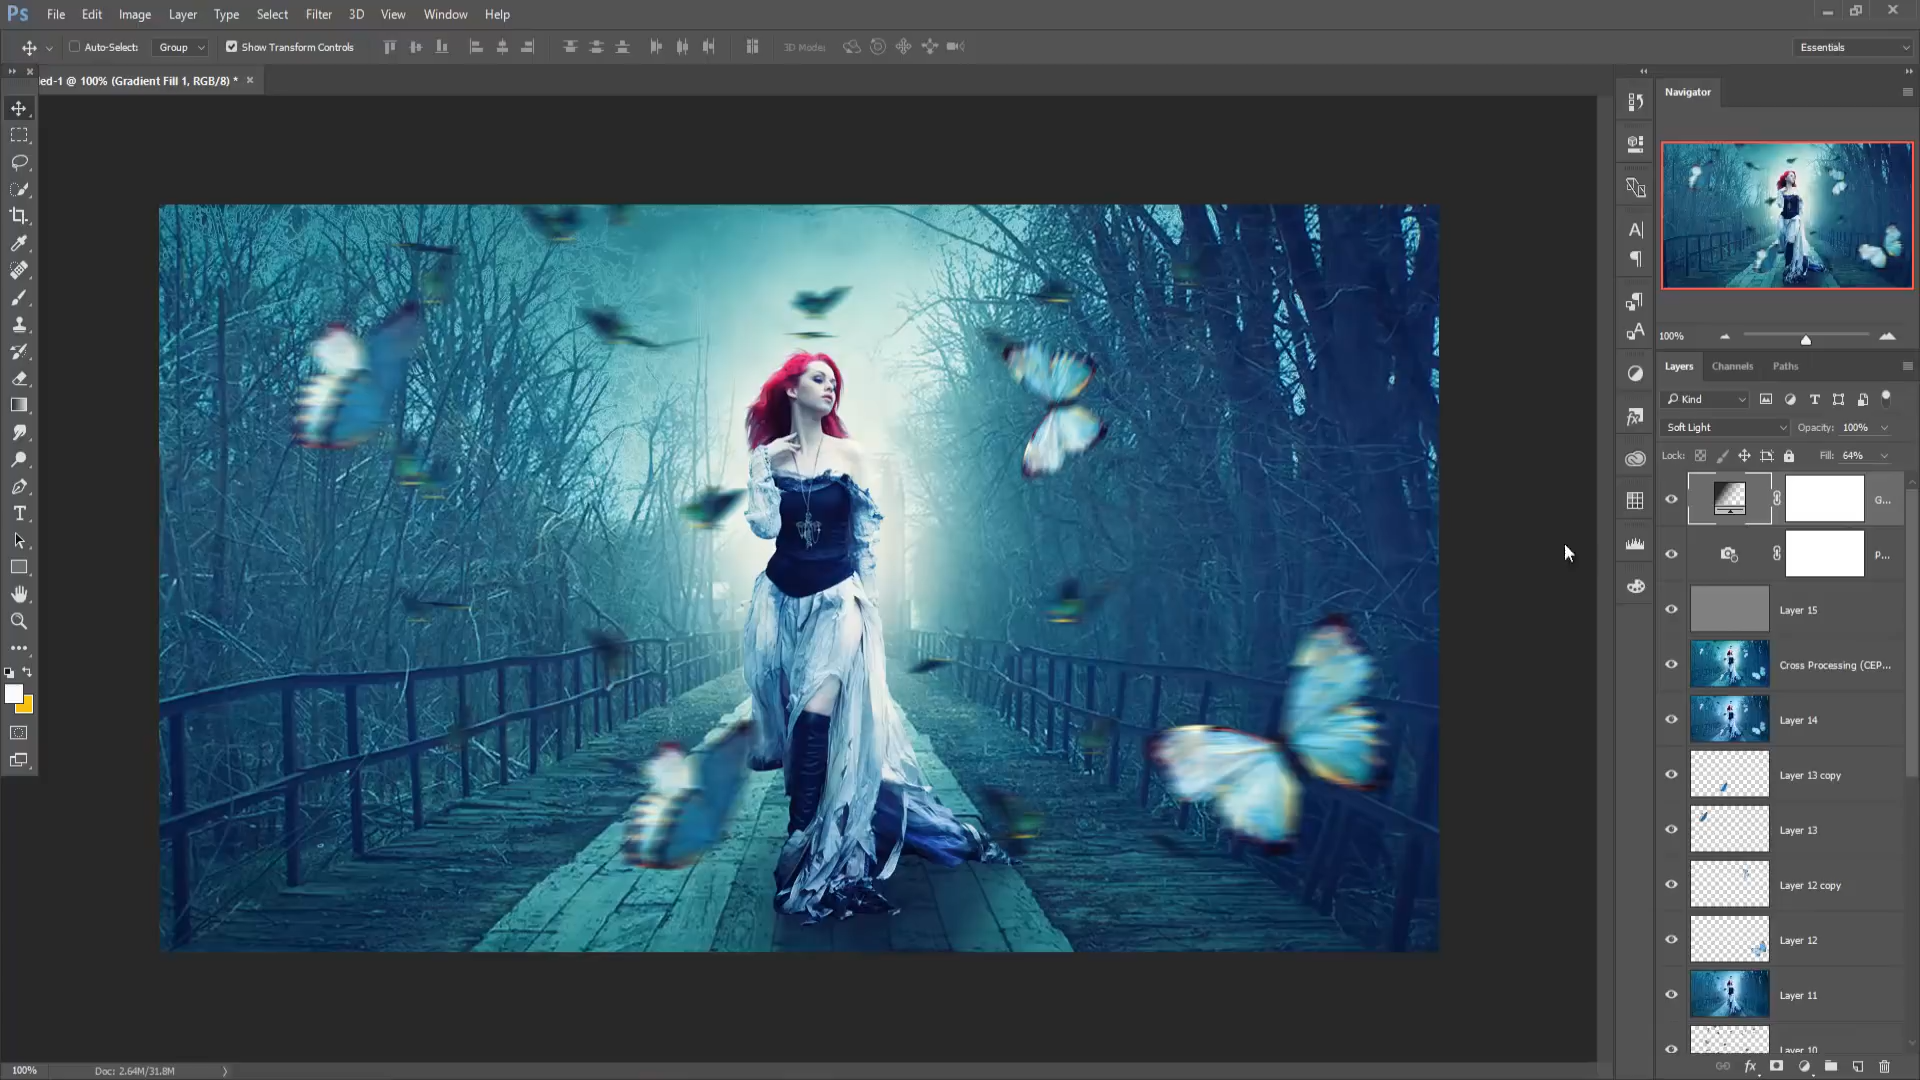 Ps File Edit Image Layer Type Select Filter 3D View Window Help
Auto-Select: Group Show Transform Controls 3D Mode: Essentials
ed-1 @ 100% (Gradient Fill 1, RGB/8) *
Navigator
100%
Layers Channels Paths
Kind
Soft Light Opacity: 100%
Lock: Fill: 64%
G...
p...
Layer 15
Cross Processing (CEP...
Layer 14
Layer 13 copy
Layer 13
Layer 12 copy
Layer 12
Layer 11
Layer 10
fx
100% Doc: 2.64M/31.8M